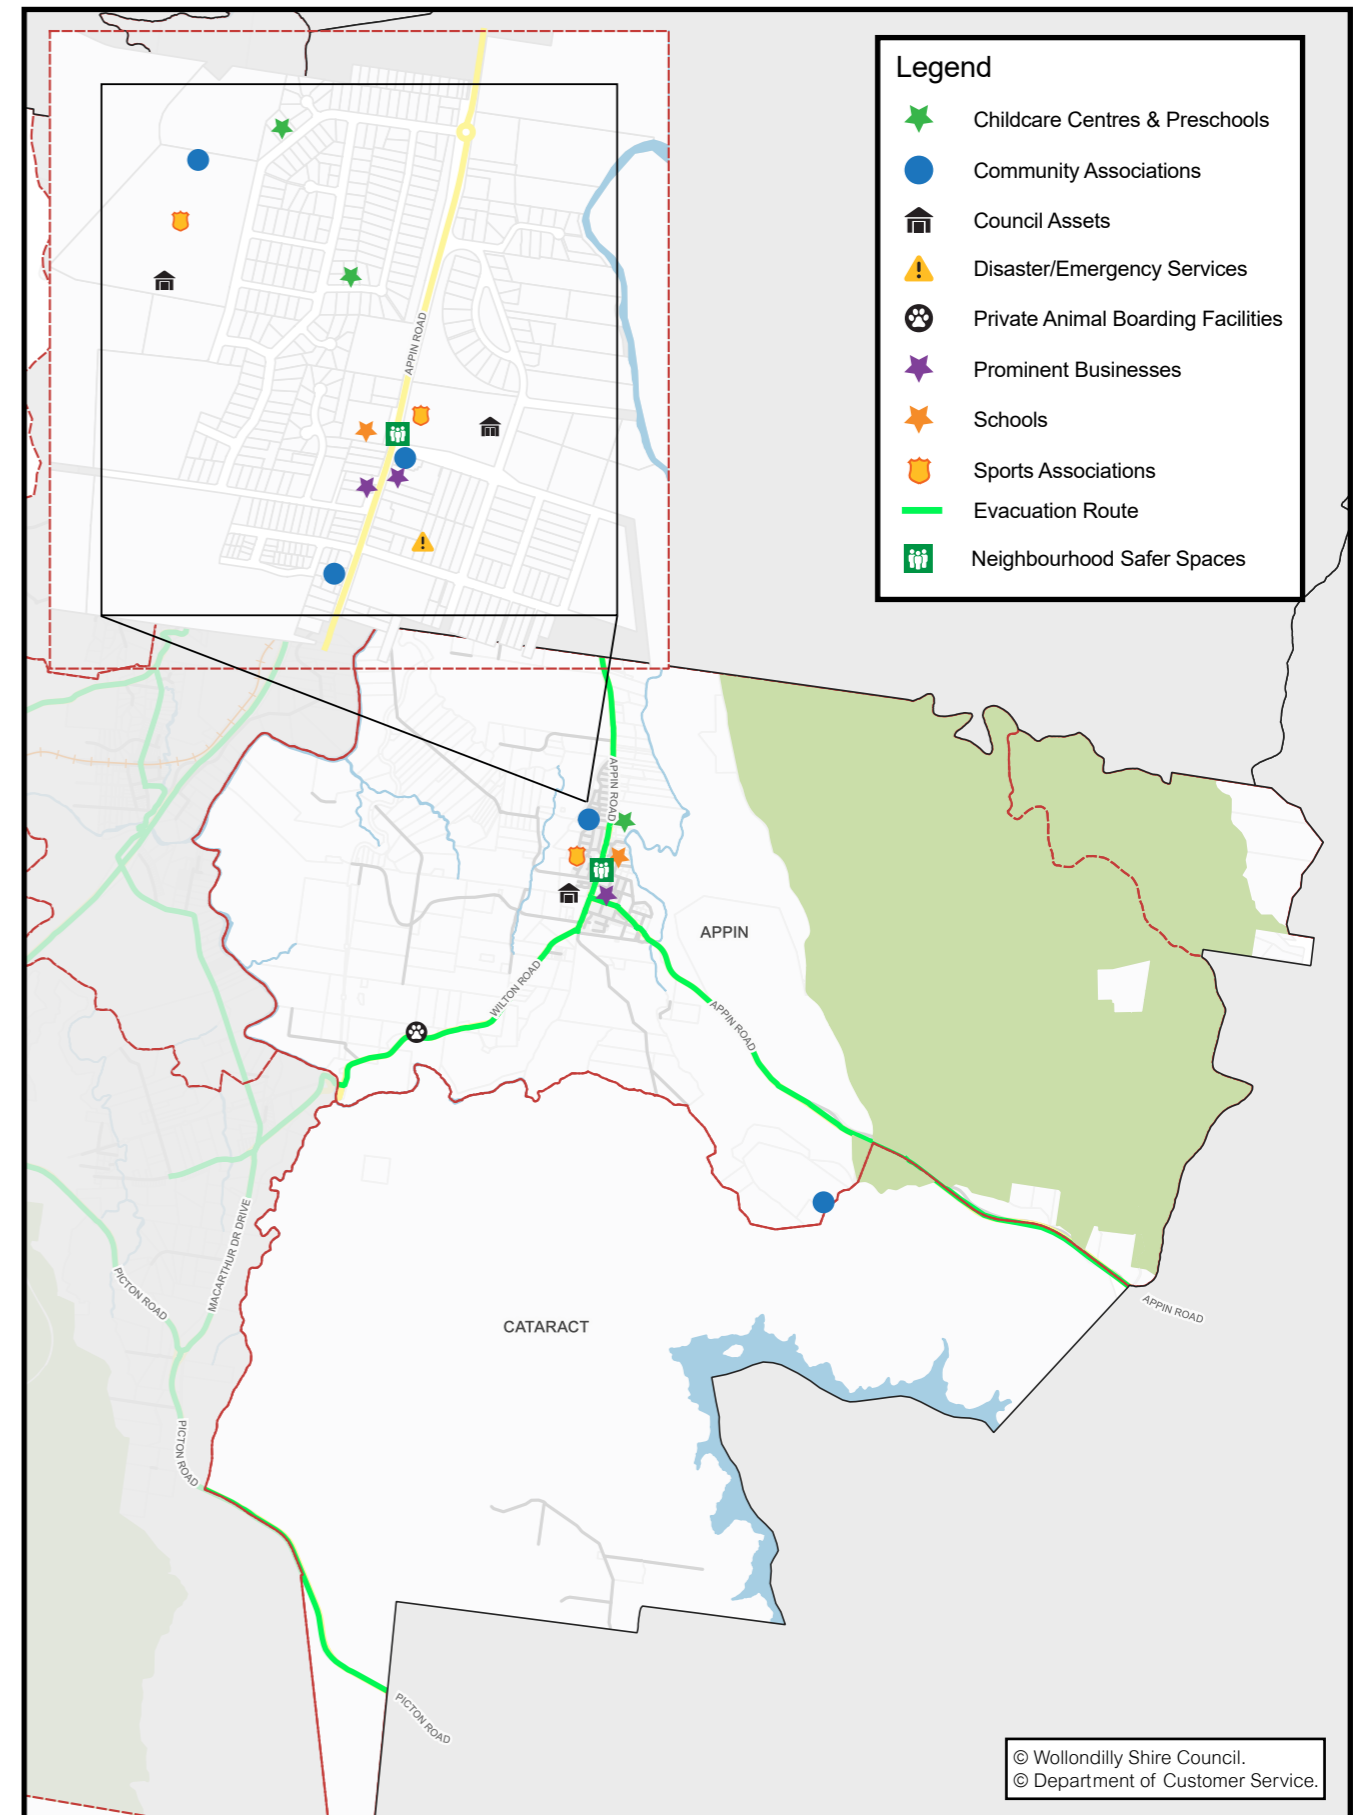 Legend
Childcare Centres & Preschools
Community Associations
Council Assets
Disaster/Emergency Services
Private Animal Boarding Facilities
Prominent Businesses
Schools
Sports Associations
Evacuation Route
Neighbourhood Safer Spaces
APPIN ROAD
APPIN ROAD
APPIN
WILTON ROAD
APPIN ROAD
MACARTHUR DR DRIVE
PICTON ROAD
APPIN ROAD
CATARACT
PICTON ROAD
PICTON ROAD
© Wollondilly Shire Council.
© Department of Customer Service.